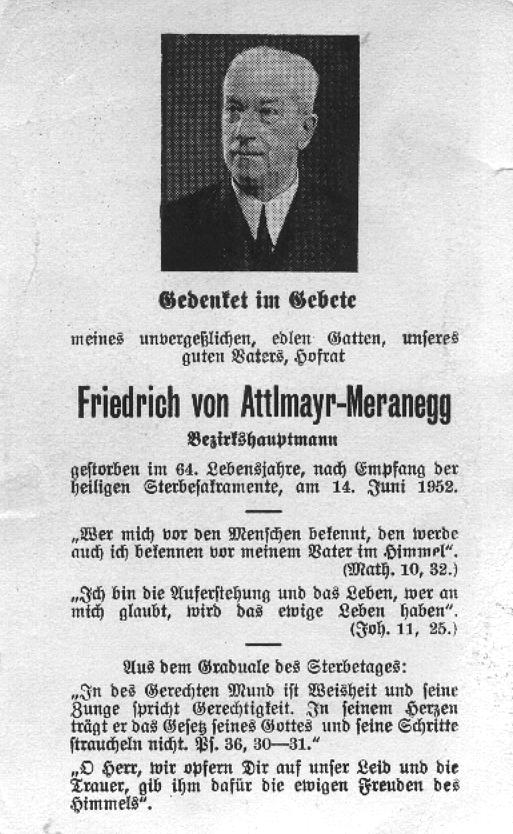 Gedenket im Gebete
meines unvergeßlichen, edlen Gatten, unseres
guten Vaters, Hofrat
Friedrich von Attlmayr-Meranegg
Bezirkshauptmann
gestorben im 64. Lebensjahre, nach Empfang der
heiligen Sterbesakramente, am 14. Juni 1952.
„Wer mich vor den Menschen bekennt, den werde
auch ich bekennen vor meinem Vater im Himmel“.
(Math. 10, 32.)
„Ich bin die Auferstehung und das Leben, wer an
mich glaubt, wird das ewige Leben haben“.
(Joh. 11, 25.)
Aus dem Graduale des Sterbetages:
„In des Gerechten Mund ist Weisheit und seine
Zunge spricht Gerechtigkeit. In seinem Herzen
trägt er das Gesetz seines Gottes und seine Schritte
straucheln nicht. Ps. 36, 30—31.“
„O Herr, wir opfern Dir auf unser Leid und die
Trauer, gib ihm dafür die ewigen Freuden des
Himmels“.